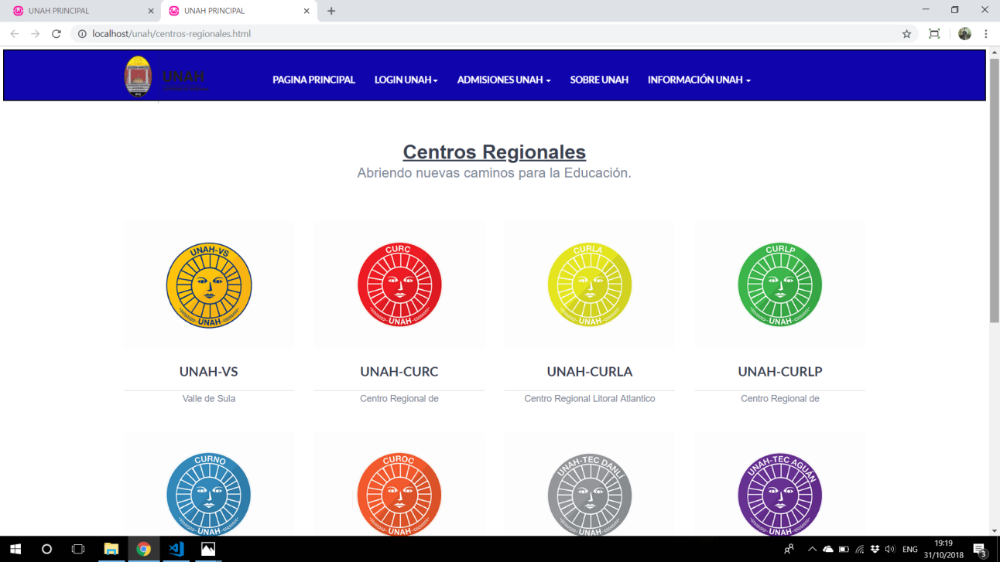 UNAH PRINCIPAL
UNAH PRINCIPAL
localhost/unah/centros-regionales.html
UNAH
PAGINA PRINCIPAL LOGIN UNAH ADMISIONES UNAH SOBRE UNAH INFORMACIÓN UNAH
Centros Regionales
Abriendo nuevas caminos para la Educación.
UNAH-VS
UNAH
CURC
UNAH
CURLA
UNAH
CURLP
UNAH
UNAH-VS
UNAH-CURC
UNAH-CURLA
UNAH-CURLP
Valle de Sula
Centro Regional de
Centro Regional Litoral Atlantico
Centro Regional de
CURNO
UNAH
CUROC
UNAH
UNAH-TEC DANLÍ
UNAH
UNAH-TEC AGUÁN
UNAH
ENG
19:19
31/10/2018
3